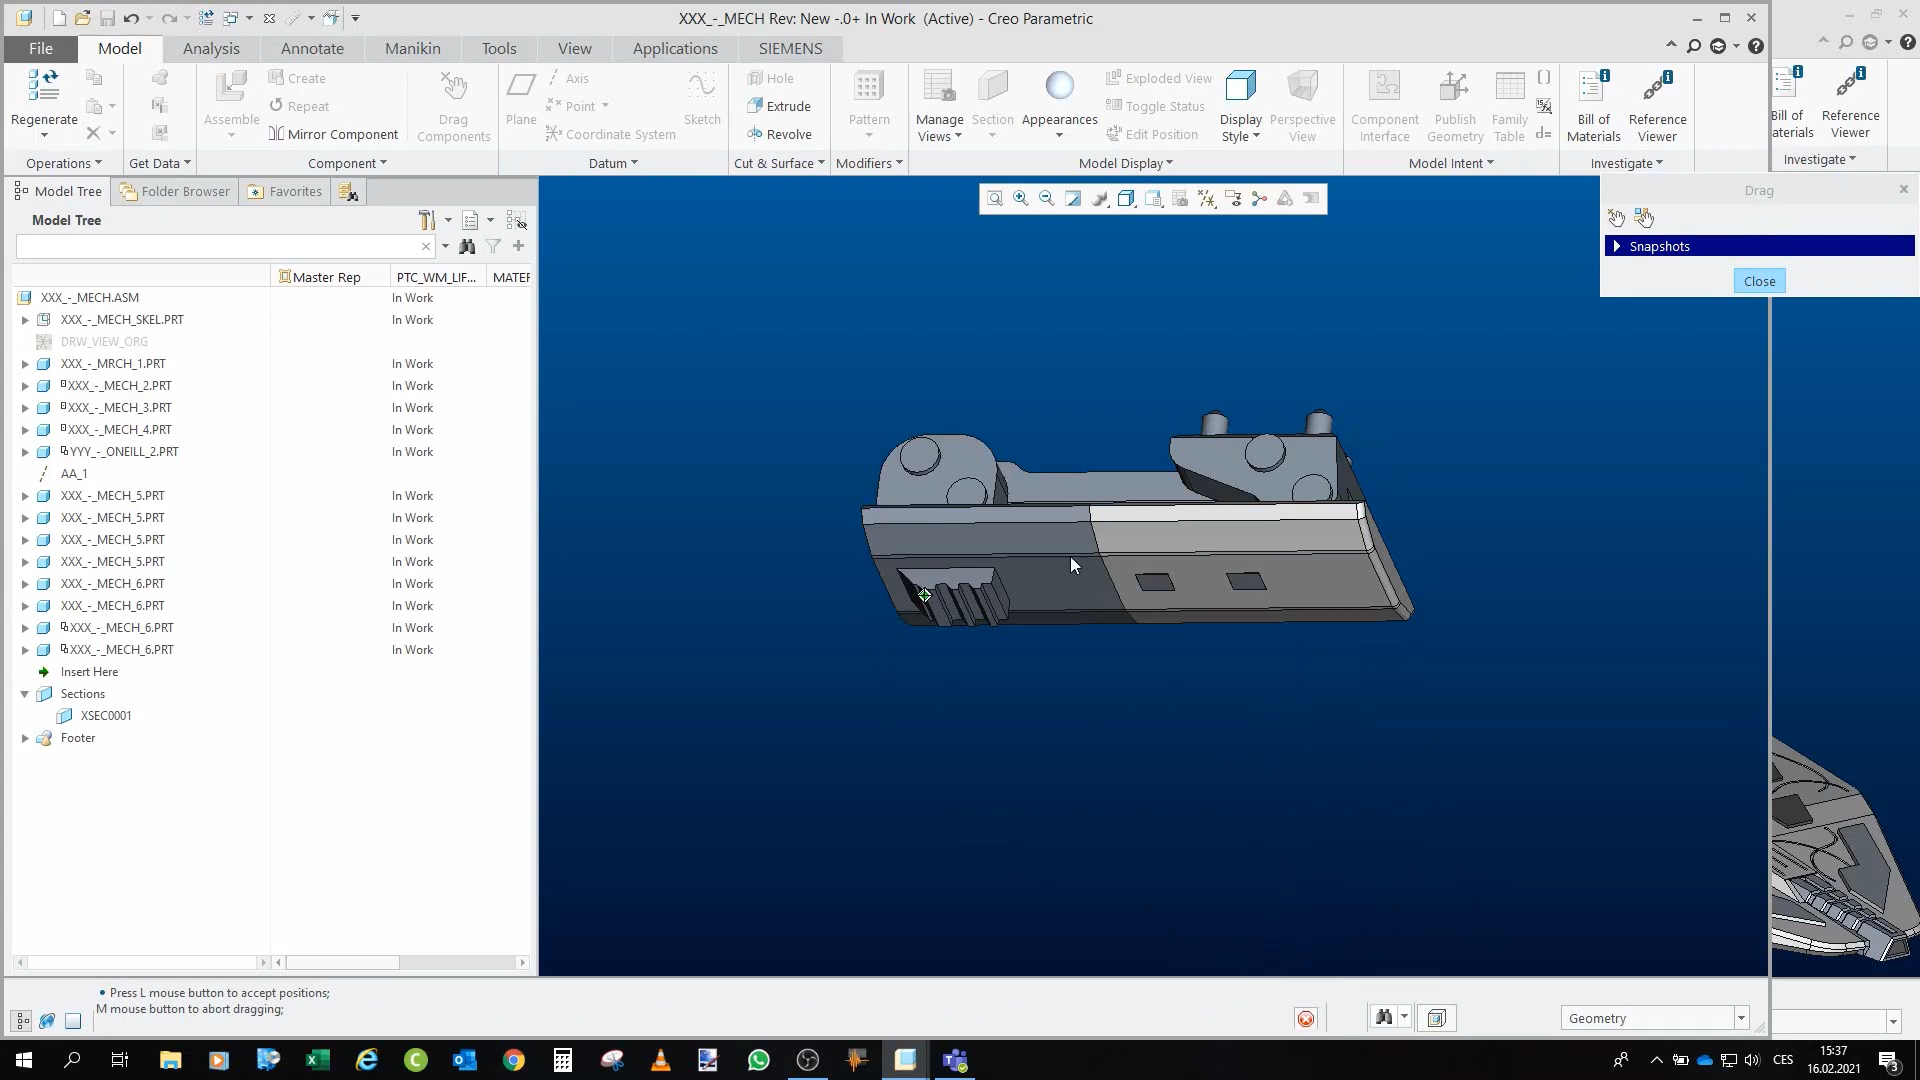 XXX_-_MECH Rev: New -.0+ In Work (Active) - Creo Parametric
File Model Analysis Annotate Manikin Tools View Applications SIEMENS
Regenerate
Operations
Get Data
Assemble
Create
Repeat
Mirror Component
Drag
Components
Component
Plane
Axis
Point
Coordinate System
Sketch
Datum
Hole
Extrude
Revolve
Cut & Surface
Pattern
Modifiers
Manage
Views
Section
Appearances
Exploded View
Toggle Status
Edit Position
Display
Style
Perspective
View
Model Display
Component
Interface
Publish
Geometry
Family
Table
Model Intent
Bill of
Materials
Reference
Viewer
Investigate
Bill of
aterials
Reference
Viewer
Investigate
Model Tree Folder Browser Favorites
Model Tree
Master Rep PTC_WM_LIF... MATER
XXX_-_MECH.ASM In Work
XXX_-_MECH_SKEL.PRT In Work
DRW_VIEW_ORG
XXX_-_MRCH_1.PRT In Work
XXX_-_MECH_2.PRT In Work
XXX_-_MECH_3.PRT In Work
XXX_-_MECH_4.PRT In Work
YYY_-_ONEILL_2.PRT In Work
AA_1
XXX_-_MECH_5.PRT In Work
XXX_-_MECH_5.PRT In Work
XXX_-_MECH_5.PRT In Work
XXX_-_MECH_5.PRT In Work
XXX_-_MECH_6.PRT In Work
XXX_-_MECH_6.PRT In Work
XXX_-_MECH_6.PRT In Work
XXX_-_MECH_6.PRT In Work
Insert Here
Sections
XSEC0001
Footer
Drag
Snapshots
Close
• Press L mouse button to accept positions;
M mouse button to abort dragging;
Geometry
CES
15:37
16.02.2021
3